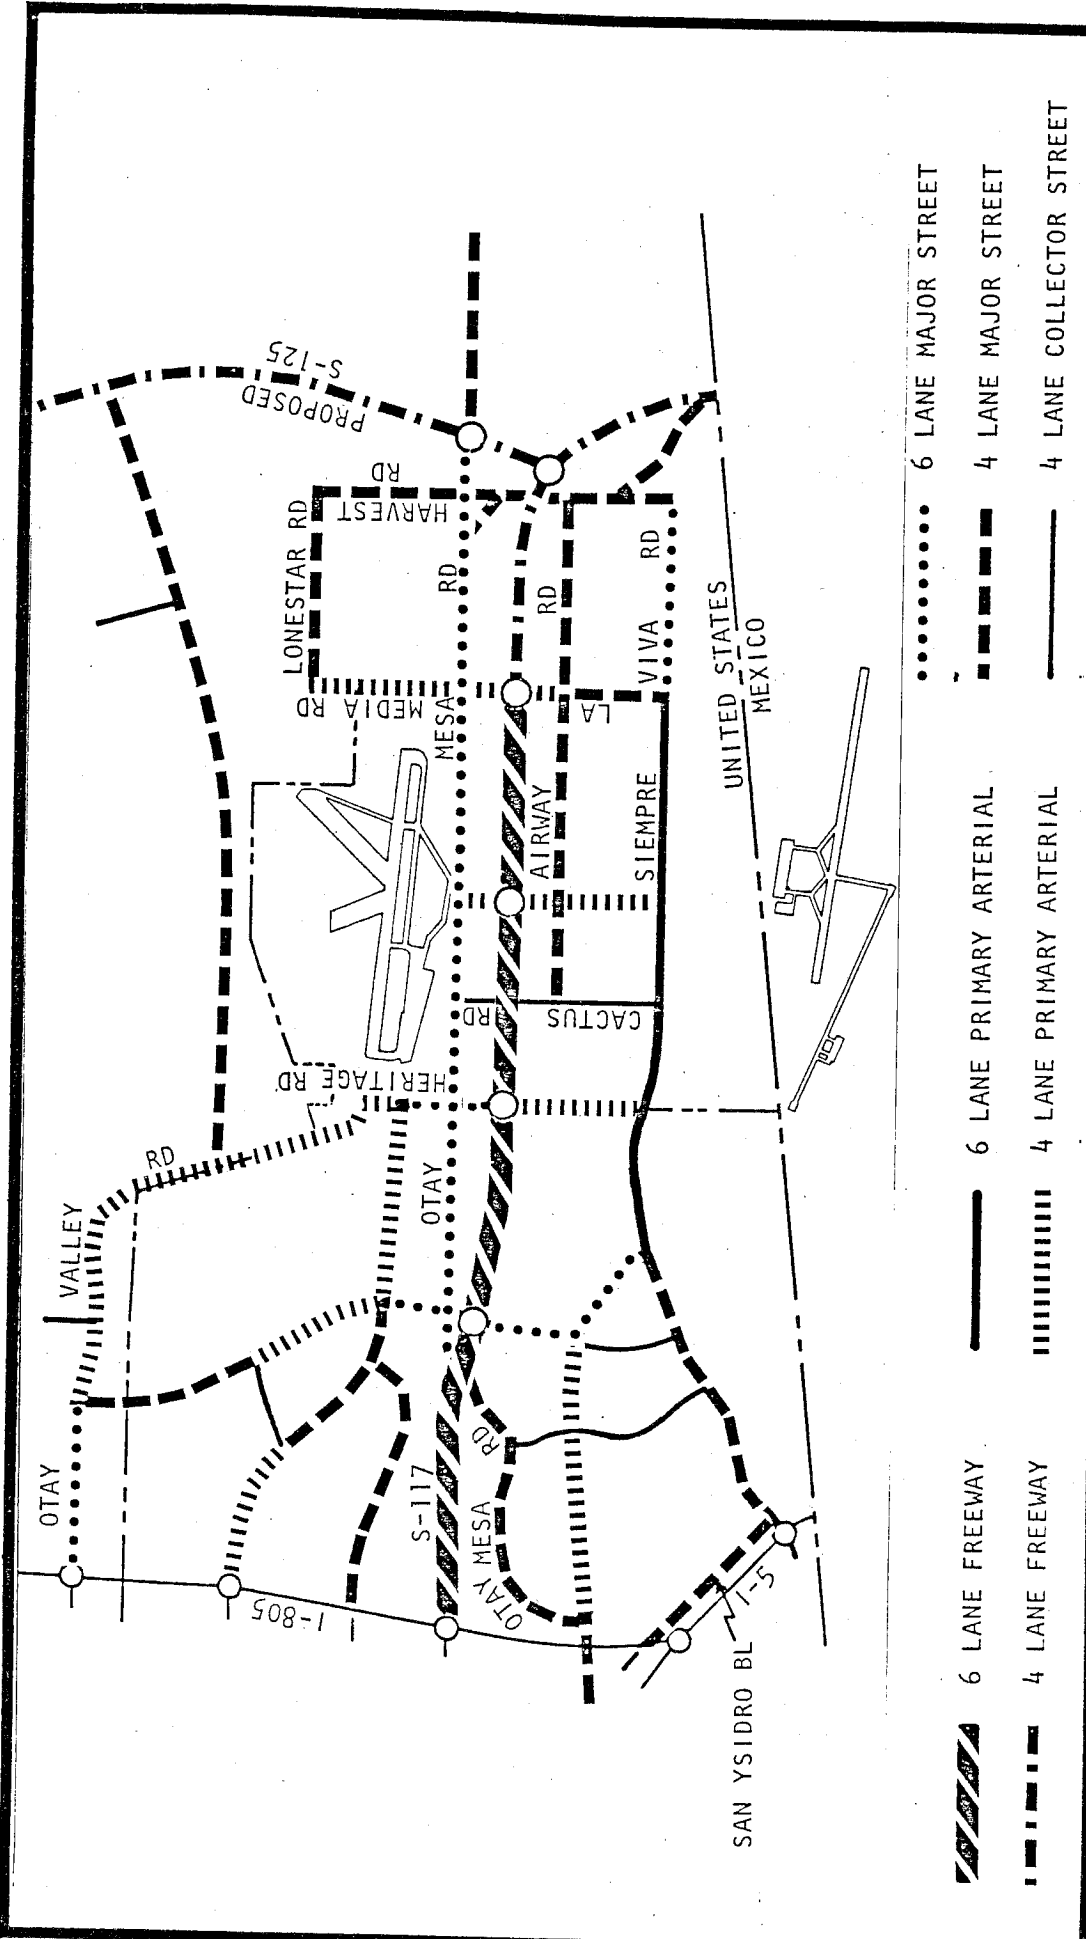 OTAY
VALLEY
RD
I-805
S-117
OTAY MESA
RD
OTAY
MESA
RD
HERITAGE RD
CACTUS
RD
AIRWAY
RD
SIEMPRE
VIVA
RD
LA
MEDIA RD
LONESTAR RD
HARVEST
RD
PROPOSED
S-125
UNITED STATES
MEXICO
SAN YSIDRO BL
I-5
6 LANE FREEWAY
4 LANE FREEWAY
6 LANE PRIMARY ARTERIAL
4 LANE PRIMARY ARTERIAL
6 LANE MAJOR STREET
4 LANE MAJOR STREET
4 LANE COLLECTOR STREET